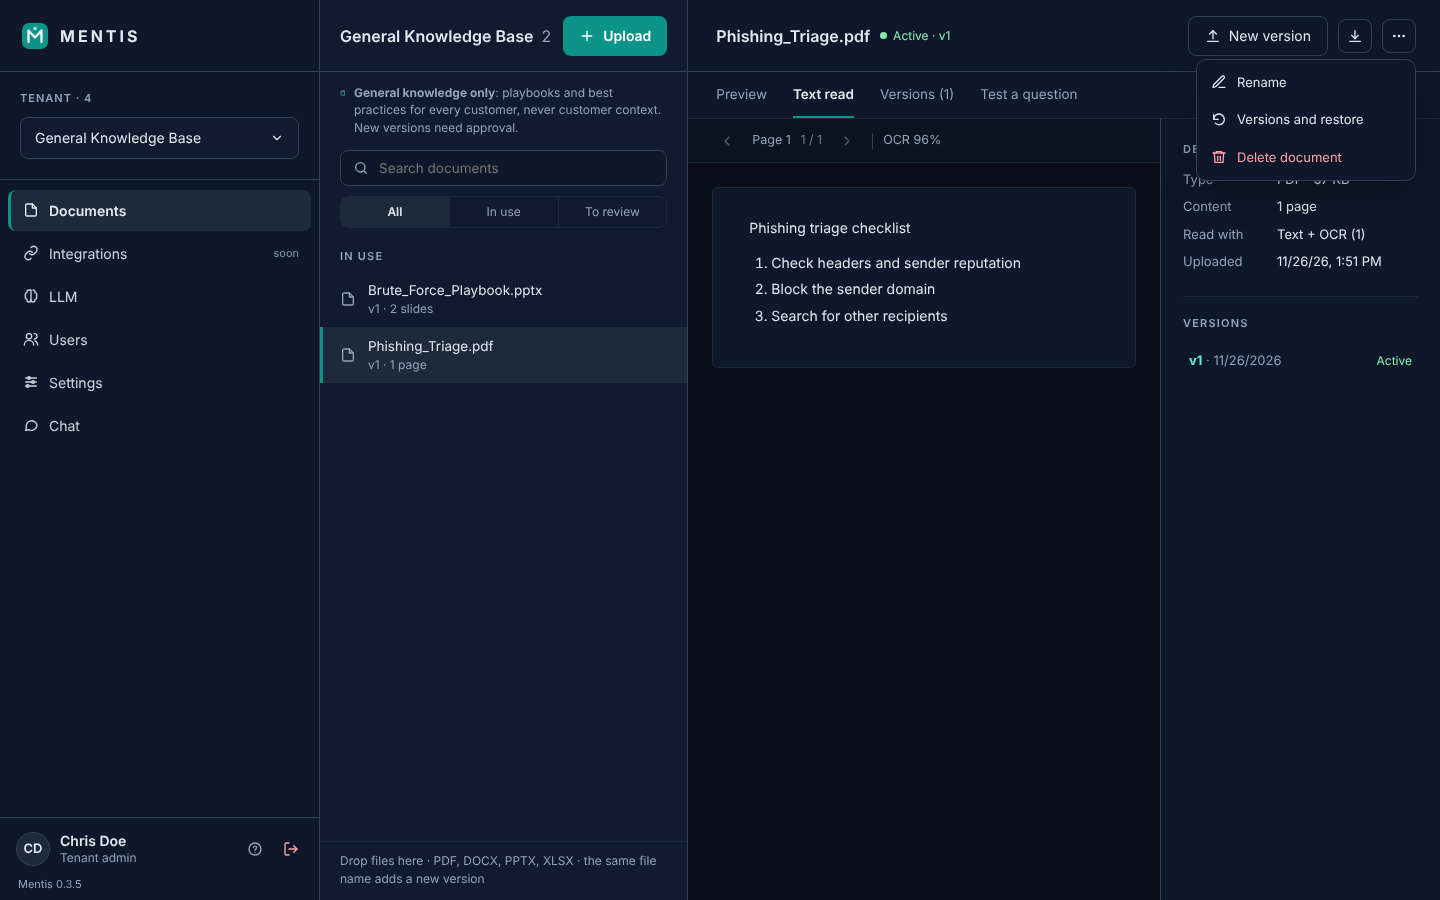 MENTIS
TENANT · 4
General Knowledge Base
Documents
Integrations soon
LLM
Users
Settings
Chat
CD
Chris Doe
Tenant admin
Mentis 0.3.5
General Knowledge Base 2
Upload
General knowledge only: playbooks and best
practices for every customer, never customer context.
New versions need approval.
Search documents
All In use To review
IN USE
Brute_Force_Playbook.pptx
v1 · 2 slides
Phishing_Triage.pdf
v1 · 1 page
Drop files here · PDF, DOCX, PPTX, XLSX · the same file
name adds a new version
Phishing_Triage.pdf Active · v1
New version
Rename
Versions and restore
Delete document
Preview Text read Versions (1) Test a question
Page 1 1 / 1 OCR 96%
Phishing triage checklist
1. Check headers and sender reputation
2. Block the sender domain
3. Search for other recipients
Type
Content 1 page
Read with Text + OCR (1)
Uploaded 11/26/26, 1:51 PM
VERSIONS
v1 · 11/26/2026 Active